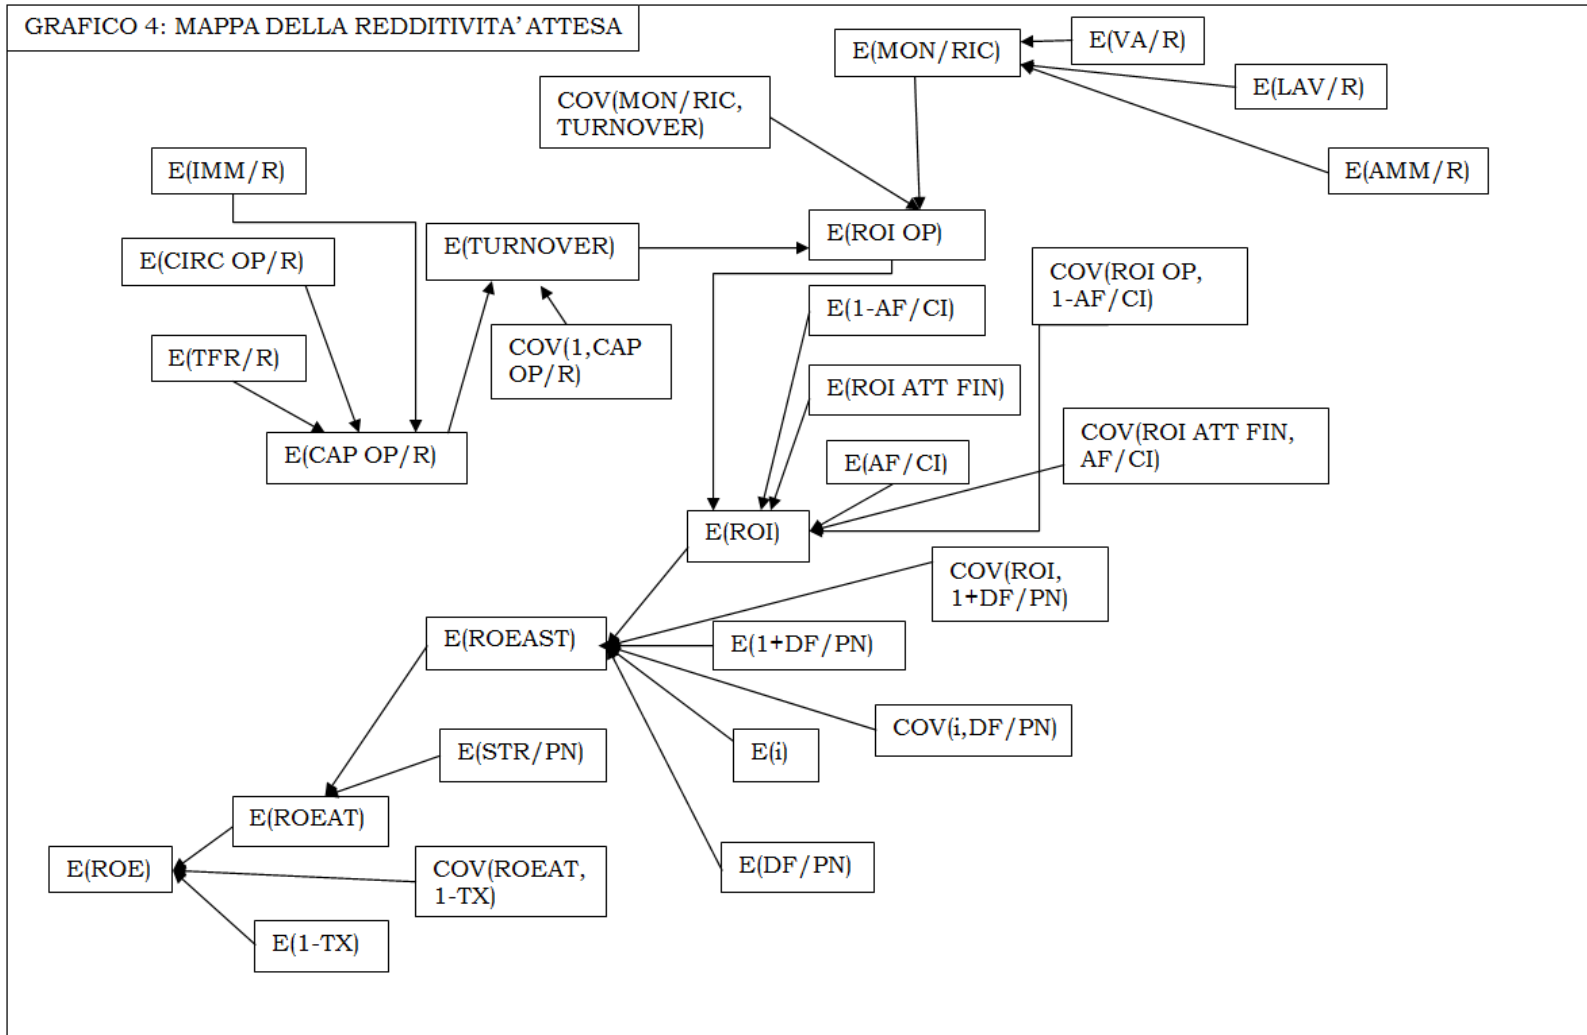 GRAFICO 4: MAPPA DELLA REDDITIVITA' ATTESA
E(MON/RIC)
E(VA/R)
E(LAV/R)
COV(MON/RIC,
TURNOVER)
E(IMM/R)
E(AMM/R)
E(TURNOVER)
E(ROI OP)
E(CIRC OP/R)
COV(ROI OP,
1-AF/CI)
E(1-AF/CI)
E(TFR/R)
COV(1,CAP
OP/R)
E(ROI ATT FIN)
E(CAP OP/R)
E(AF/CI)
COV(ROI ATT FIN,
AF/CI)
E(ROI)
COV(ROI,
1+DF/PN)
E(ROEAST)
E(1+DF/PN)
COV(i,DF/PN)
E(STR/PN)
E(i)
E(ROEAT)
E(ROE)
COV(ROEAT,
1-TX)
E(DF/PN)
E(1-TX)